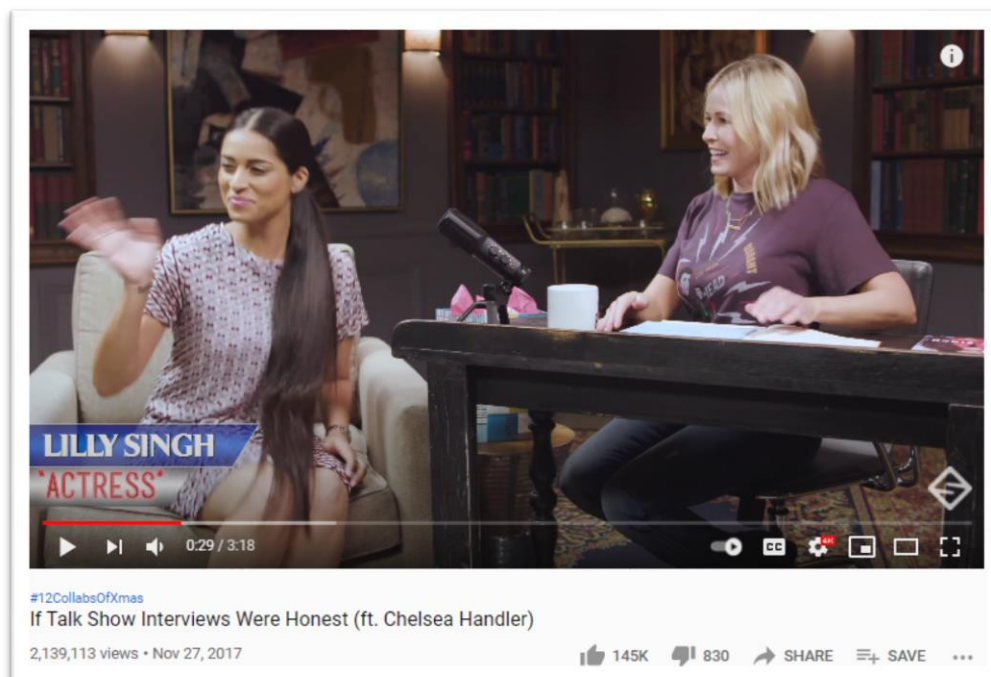 LILLY SINGH
"ACTRESS"
0:29 / 3:18
CC
#12CollabsOfXmas
If Talk Show Interviews Were Honest (ft. Chelsea Handler)
2,139,113 views • Nov 27, 2017
145K 830 SHARE SAVE